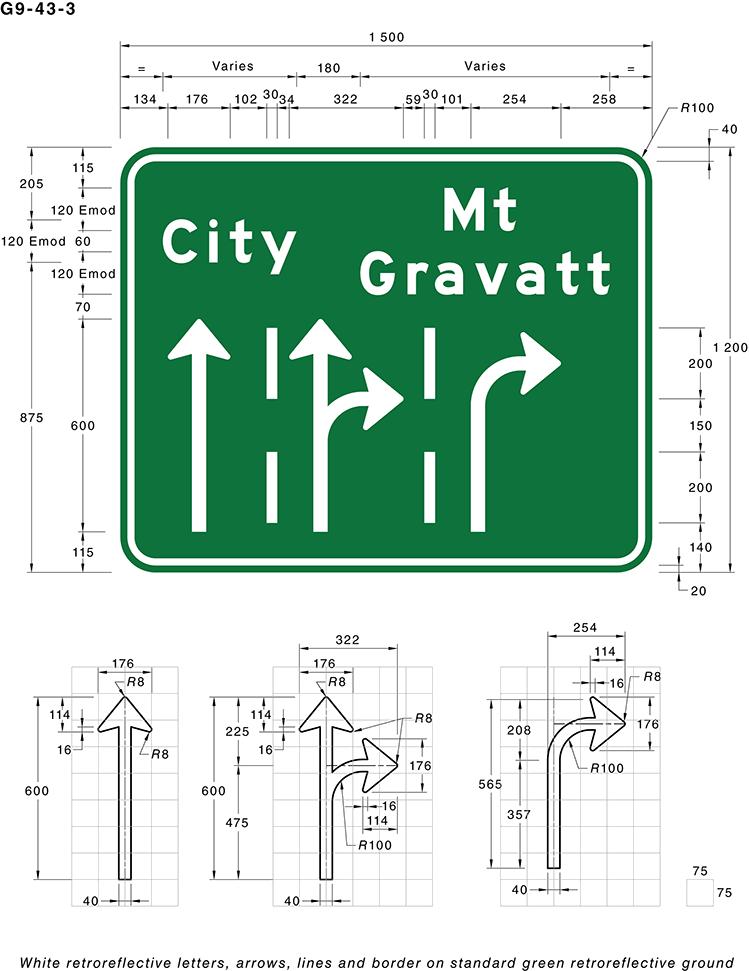 G9-43-3
1 500
= Varies 180 Varies =
134 176 102 30 34 322 59 30 101 254 258
R100
40
205
115
120 Emod
120 Emod
60
120 Emod
70
875
600
115
City
Mt
Gravatt
1 200
200
150
200
140
20
176
R8
114
16
R8
600
40
322
176
R8
114
16
225
R8
176
600
475
16
114
R100
40
254
114
16
R8
208
176
R100
565
357
40
75
75
White retroreflective letters, arrows, lines and border on standard green retroreflective ground